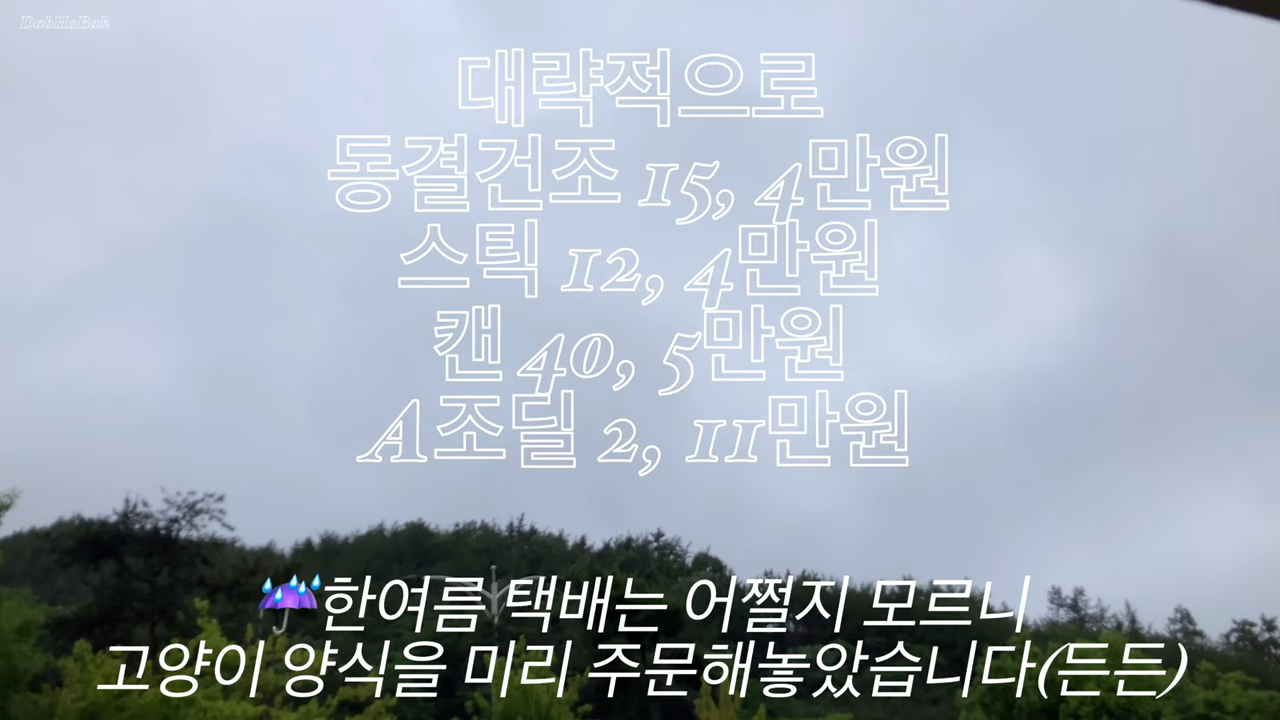 DabHoBak
대략적으로
동결건조 15, 4만원
스틱 12, 4만원
캔 40, 5만원
A조딜 2, 11만원
☔한여름 택배는 어쩔지 모르니
고양이 양식을 미리 주문해놓았습니다(든든)